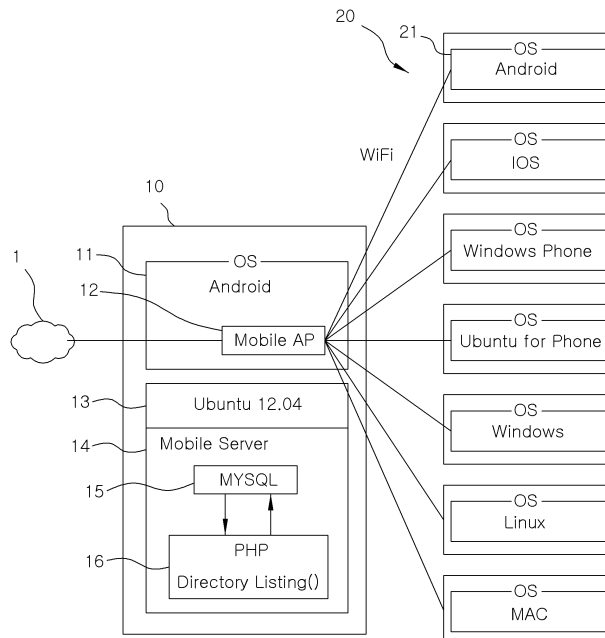 20
21
OS
Android
WiFi
OS
IOS
10
11
OS
Android
OS
Windows Phone
1
12
Mobile AP
OS
Ubuntu for Phone
13
Ubuntu 12.04
OS
Windows
14
Mobile Server
15
MYSQL
OS
Linux
16
PHP
Directory Listing()
OS
MAC